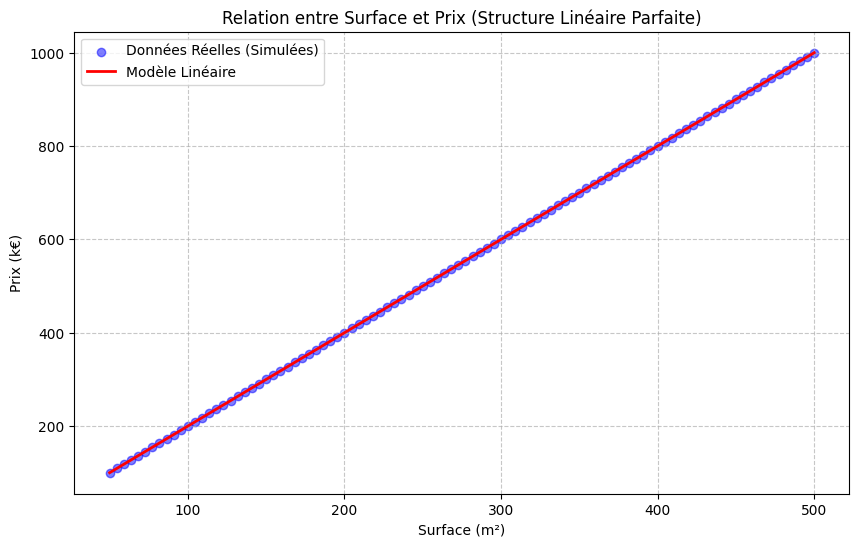 Relation entre Surface et Prix (Structure Linéaire Parfaite)
Données Réelles (Simulées)
Modèle Linéaire
Prix (k€)
1000
800
600
400
200
100
200
300
400
500
Surface (m²)